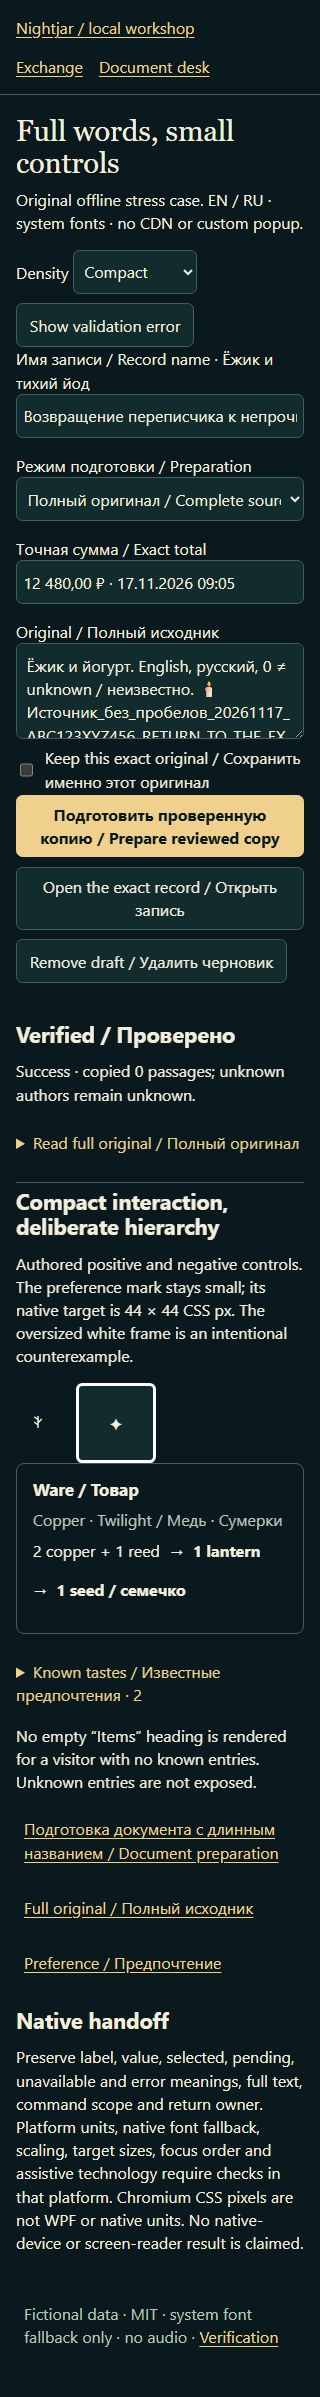 Nightjar / local workshop
Exchange Document desk
Full words, small
controls
Original offline stress case. EN / RU ·
system fonts · no CDN or custom popup.
Density Compact
Show validation error
Имя записи / Record name · Ёжик и
тихий йод
Возвращение переписчика к непроч
Режим подготовки / Preparation
Полный оригинал / Complete sour
Точная сумма / Exact total
12 480,00 ₽ · 17.11.2026 09:05
Original / Полный исходник
Ёжик и йогурт. English, русский, 0 ≠
unknown / неизвестно. 🕯️
Источник_без_пробелов_20261117_
ABC123XYZ456_RETURN_TO_THE_EX
Keep this exact original / Сохранить
именно этот оригинал
Подготовить проверенную
копию / Prepare reviewed copy
Open the exact record / Открыть
запись
Remove draft / Удалить черновик
Verified / Проверено
Success · copied 0 passages; unknown
authors remain unknown.
▶ Read full original / Полный оригинал
Compact interaction,
deliberate hierarchy
Authored positive and negative controls.
The preference mark stays small; its
native target is 44 × 44 CSS px. The
oversized white frame is an intentional
counterexample.
✦
Ware / Товар
Copper · Twilight / Медь · Сумерки
2 copper + 1 reed → 1 lantern
→ 1 seed / семечко
▶ Known tastes / Известные
предпочтения · 2
No empty “Items” heading is rendered
for a visitor with no known entries.
Unknown entries are not exposed.
Подготовка документа с длинным
названием / Document preparation
Full original / Полный исходник
Preference / Предпочтение
Native handoff
Preserve label, value, selected, pending,
unavailable and error meanings, full text,
command scope and return owner.
Platform units, native font fallback,
scaling, target sizes, focus order and
assistive technology require checks in
that platform. Chromium CSS pixels are
not WPF or native units. No native-
device or screen-reader result is claimed.
Fictional data · MIT · system font
fallback only · no audio · Verification